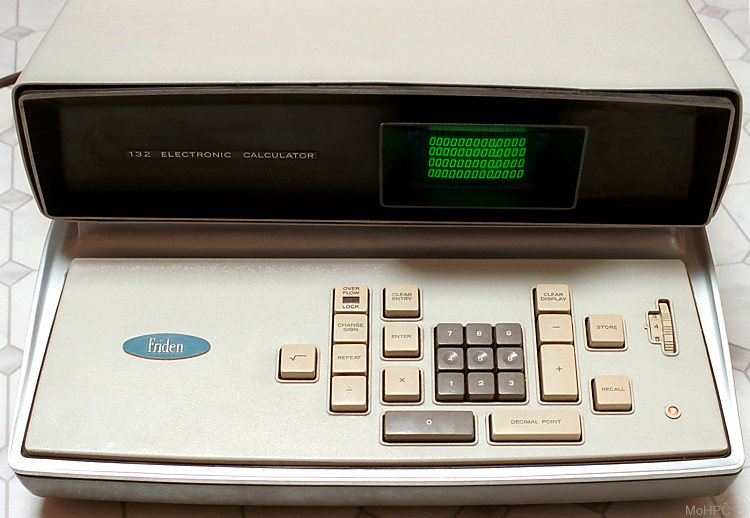 132 ELECTRONIC CALCULATOR
0000000000.0000
0000000000.0000
0000000000.0000
0000000000.0000
Friden
OVER
FLOW
LOCK
CLEAR
ENTRY
CLEAR
DISPLAY
CHANGE
SIGN
ENTER
7 8 9
−
STORE
3
4
5
√
REPEAT
4 5 6
÷
×
1 2 3
+
RECALL
0
DECIMAL POINT
MoHPC